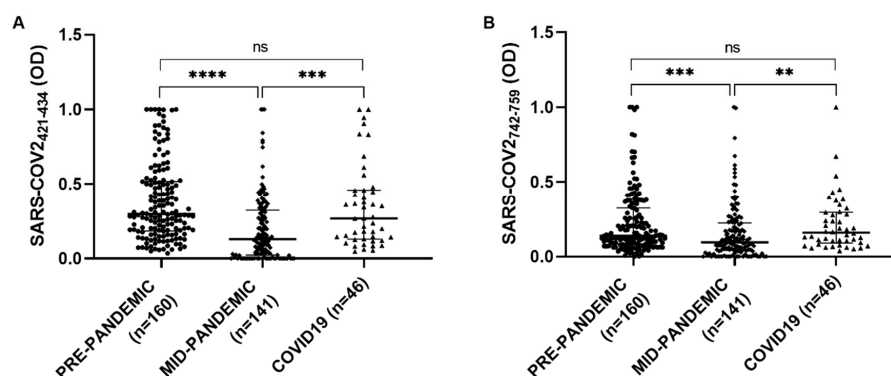 A
ns
**** ***
SARS-COV2421-434 (OD)
1.0
0.5
0.0
PRE-PANDEMIC
(n=160)
MID-PANDEMIC
(n=141)
COVID19 (n=46)
B
ns
*** **
SARS-COV2742-759 (OD)
1.5
1.0
0.5
0.0
PRE-PANDEMIC
(n=160)
MID-PANDEMIC
(n=141)
COVID19 (n=46)